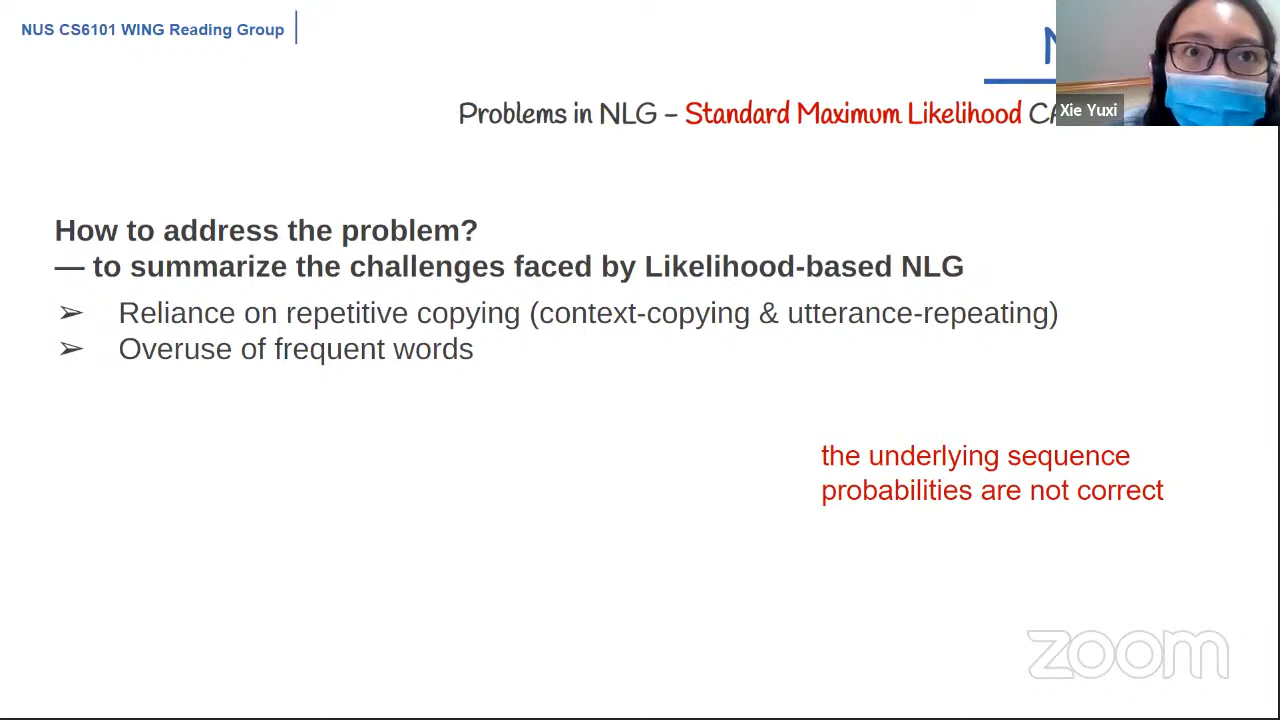 NUS CS6101 WING Reading Group
Xie Yuxi
Problems in NLG – Standard Maximum Likelihood
How to address the problem?
— to summarize the challenges faced by Likelihood-based NLG
➢ Reliance on repetitive copying (context-copying & utterance-repeating)
➢ Overuse of frequent words
the underlying sequence
probabilities are not correct
zoom